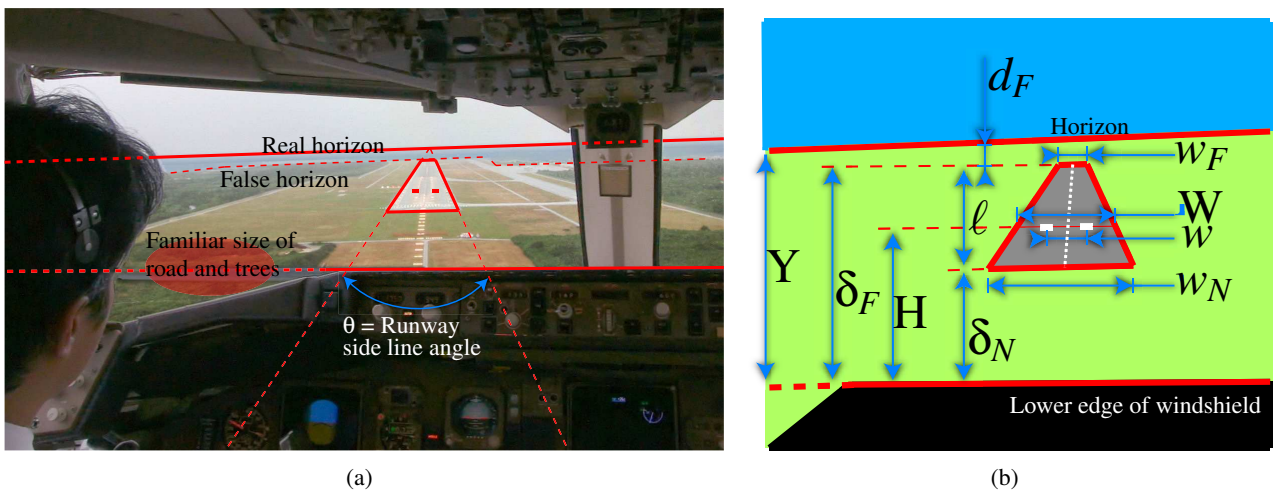 Real horizon
False horizon
Familiar size of
road and trees
θ = Runway
side line angle
(a)
d_F
Horizon
w_F
W
ℓ
w
Y
δ_F
H
w_N
δ_N
Lower edge of windshield
(b)